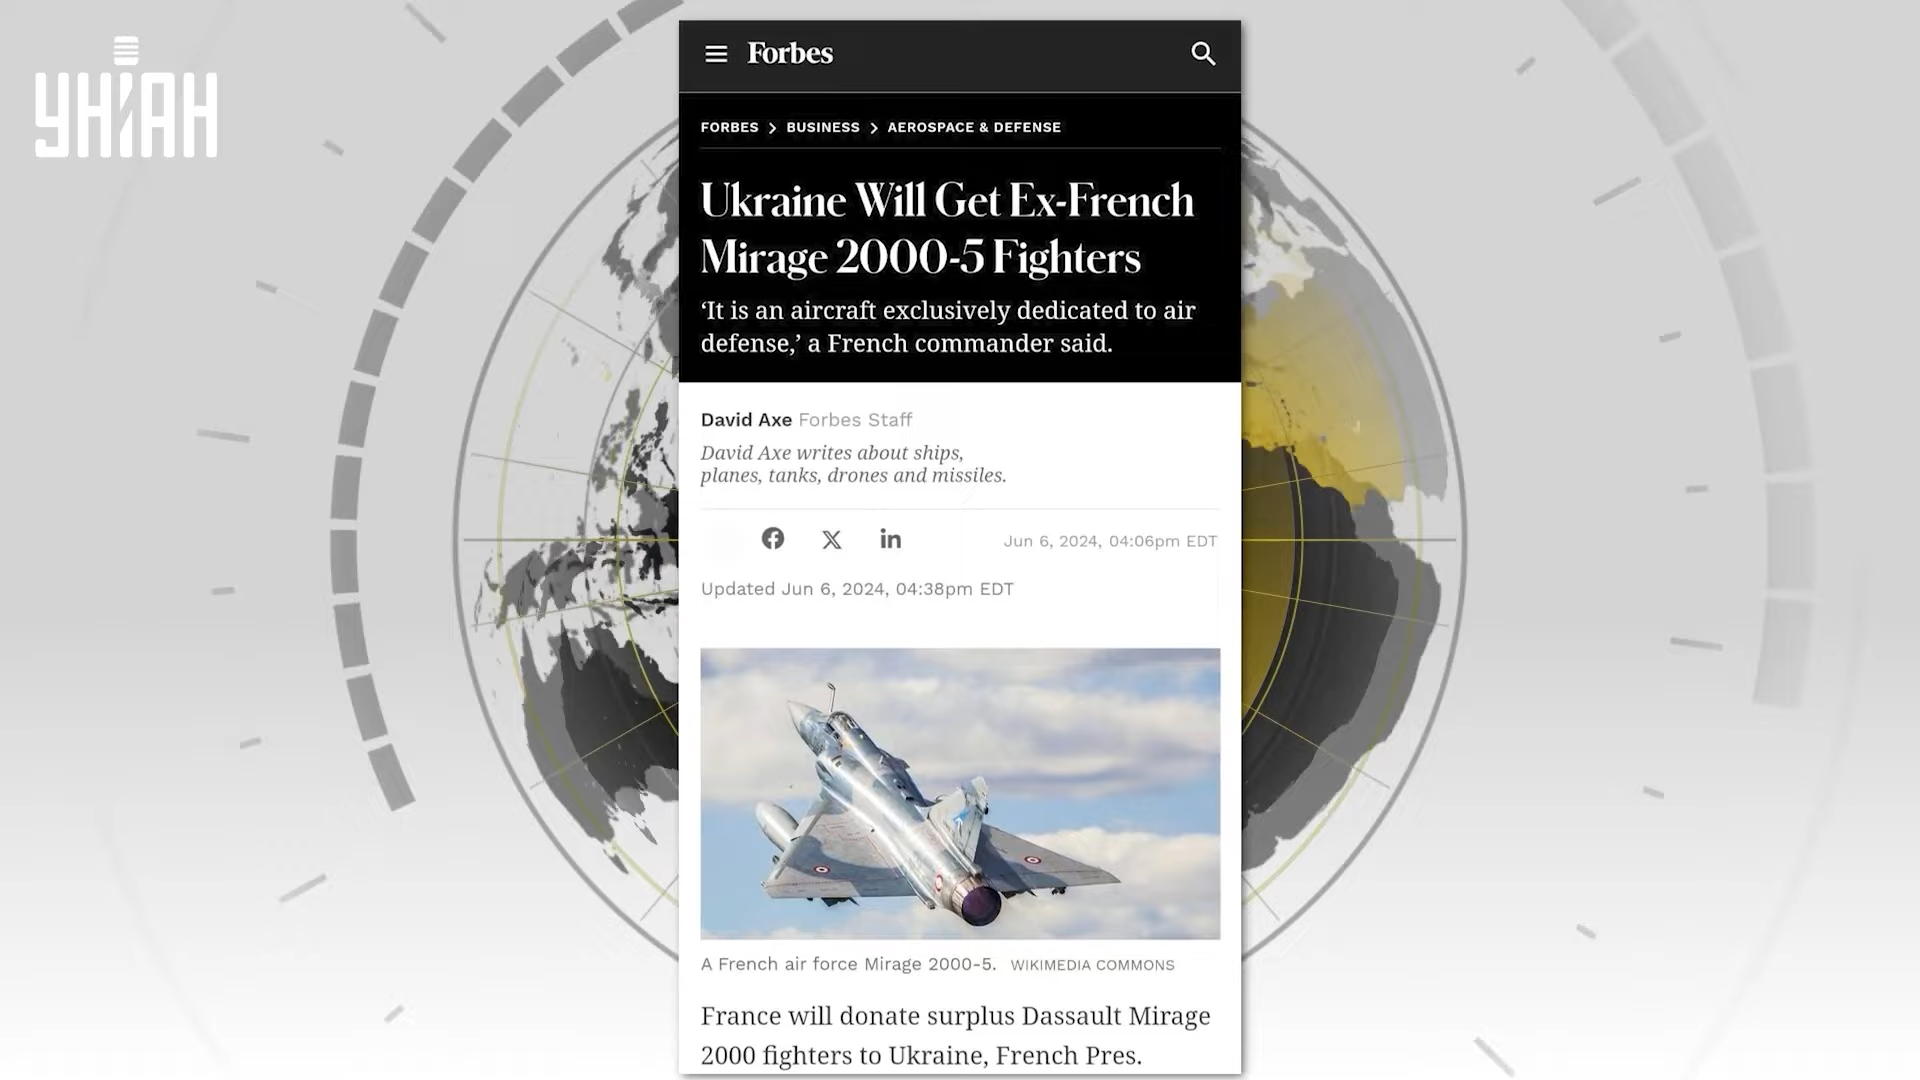 УНІАН
Forbes
FORBES > BUSINESS > AEROSPACE & DEFENSE
Ukraine Will Get Ex-French
Mirage 2000-5 Fighters
‘It is an aircraft exclusively dedicated to air
defense,’ a French commander said.
David Axe Forbes Staff
David Axe writes about ships,
planes, tanks, drones and missiles.
Jun 6, 2024, 04:06pm EDT
Updated Jun 6, 2024, 04:38pm EDT
A French air force Mirage 2000-5. WIKIMEDIA COMMONS
France will donate surplus Dassault Mirage
2000 fighters to Ukraine, French Pres.